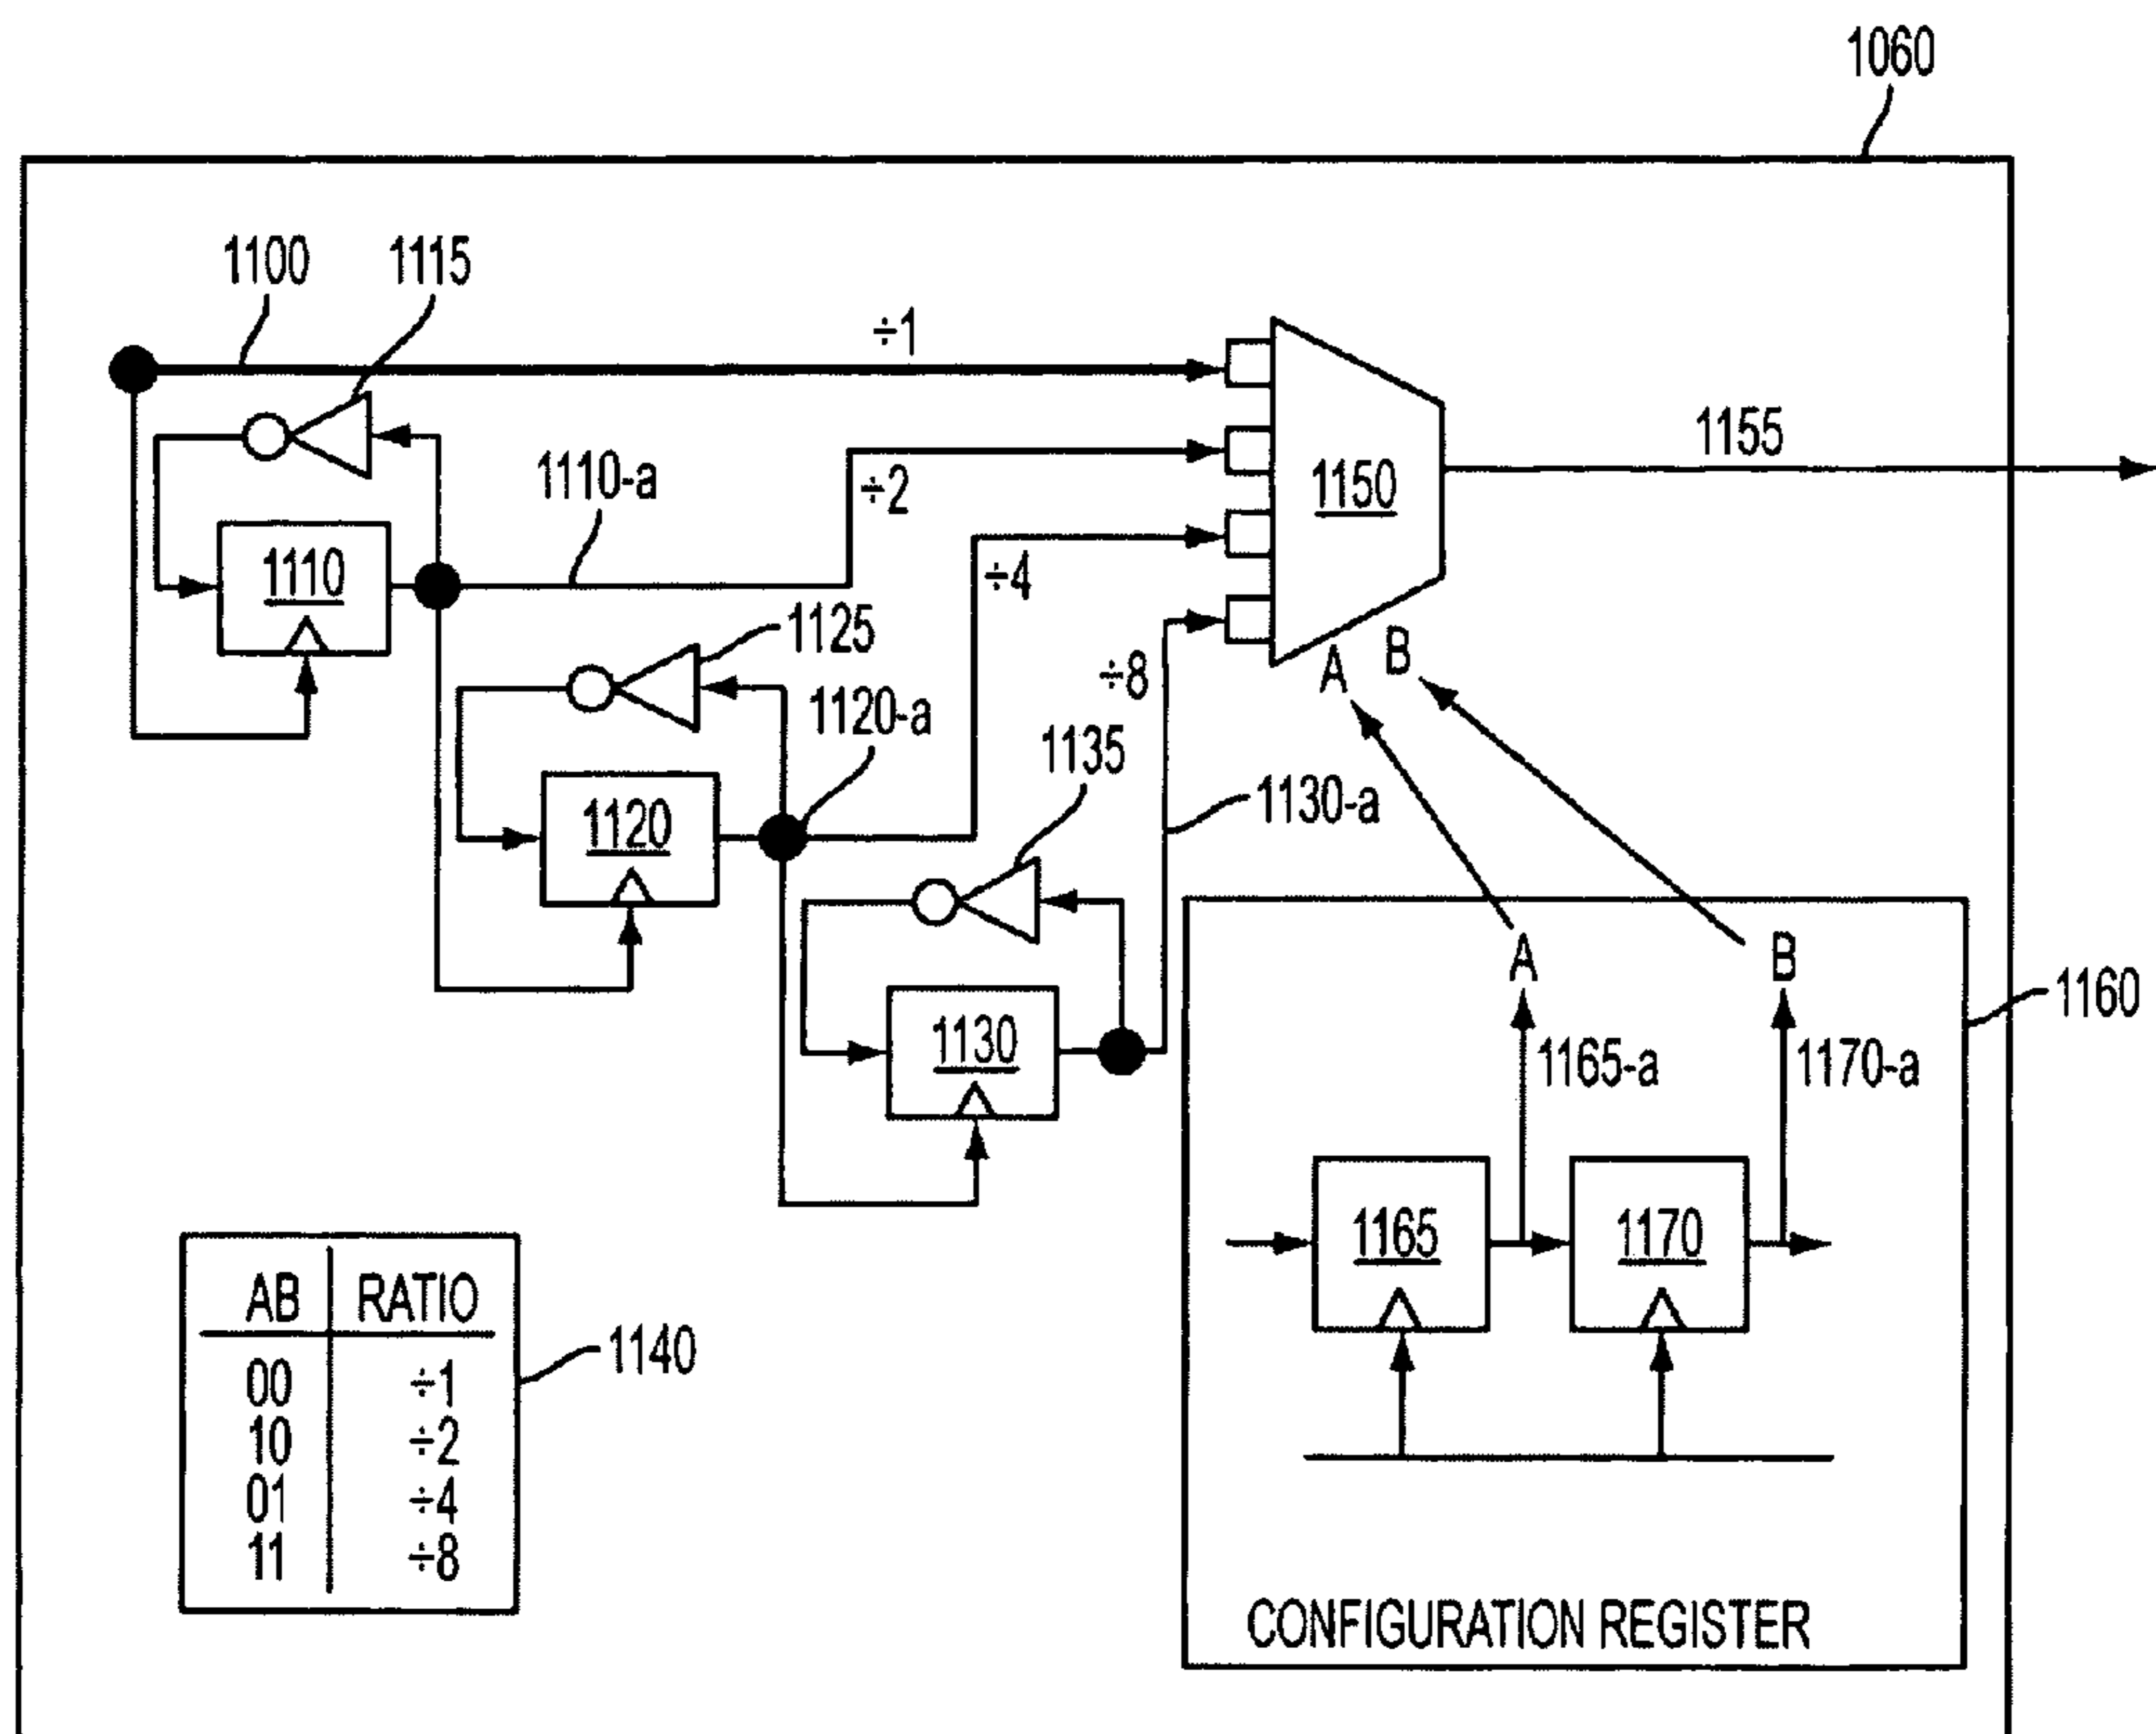 1060
1100
1115
÷1
1110-a
÷2
1150
1155
1110
÷4
1125
1120-a
÷8
A
B
1135
1130-a
1120
A
B
1160
1130
1165-a
1170-a
1165
1170
AB RATIO
00 ÷1
10 ÷2
01 ÷4
11 ÷8
1140
CONFIGURATION REGISTER